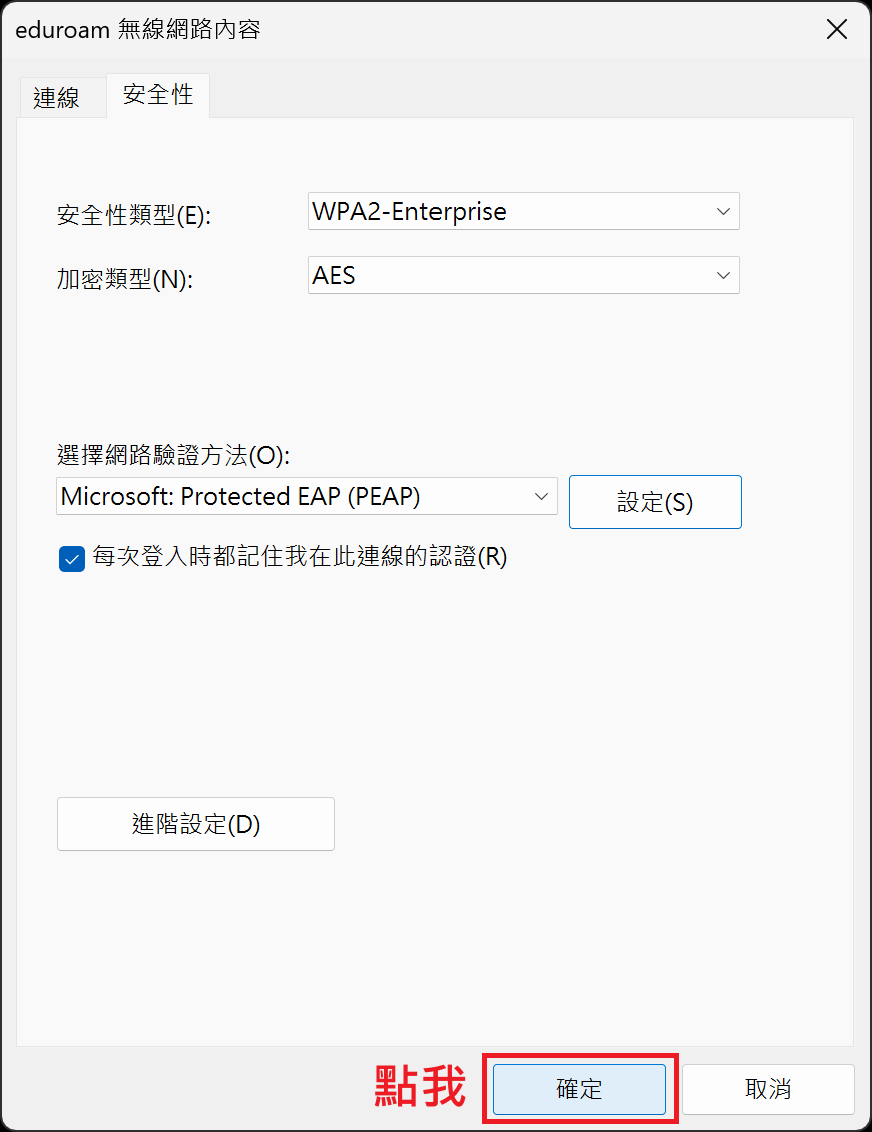 eduroam 無線網路內容
連線
安全性
安全性類型(E):
WPA2-Enterprise
加密類型(N):
AES
選擇網路驗證方法(O):
Microsoft: Protected EAP (PEAP)
設定(S)
每次登入時都記住我在此連線的認證(R)
進階設定(D)
點我
確定
取消